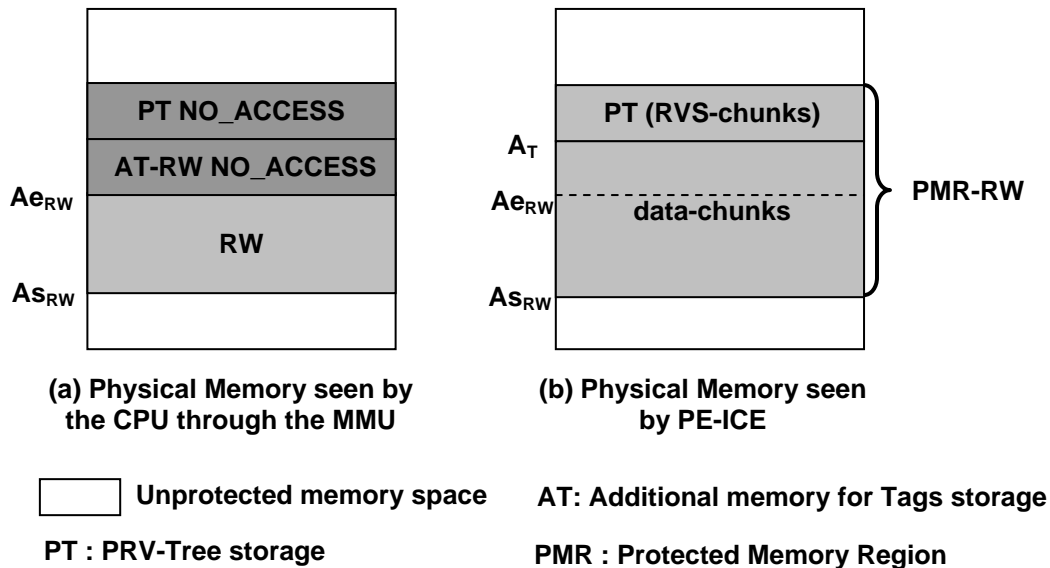 PT NO_ACCESS
AT-RW NO_ACCESS
AeRW
RW
AsRW
(a) Physical Memory seen by
the CPU through the MMU
PT (RVS-chunks)
AT
AeRW
data-chunks
AsRW
PMR-RW
(b) Physical Memory seen
by PE-ICE
Unprotected memory space
AT: Additional memory for Tags storage
PT : PRV-Tree storage
PMR : Protected Memory Region